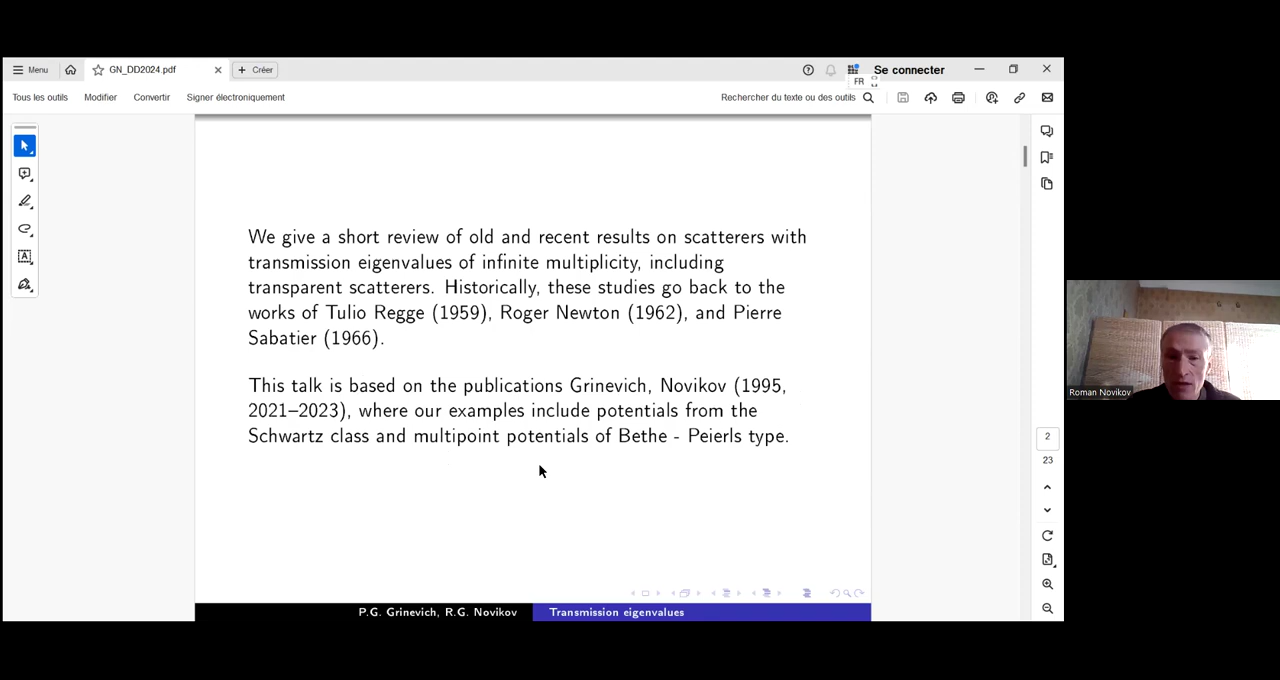 Menu
GN_DD2024.pdf
Créer
Se connecter
FR
Tous les outils
Modifier
Convertir
Signer électroniquement
Rechercher du texte ou des outils
We give a short review of old and recent results on scatterers with
transmission eigenvalues of infinite multiplicity, including
transparent scatterers. Historically, these studies go back to the
works of Tulio Regge (1959), Roger Newton (1962), and Pierre
Sabatier (1966).
This talk is based on the publications Grinevich, Novikov (1995,
2021–2023), where our examples include potentials from the
Schwartz class and multipoint potentials of Bethe - Peierls type.
P.G. Grinevich, R.G. Novikov
Transmission eigenvalues
2
23
Roman Novikov